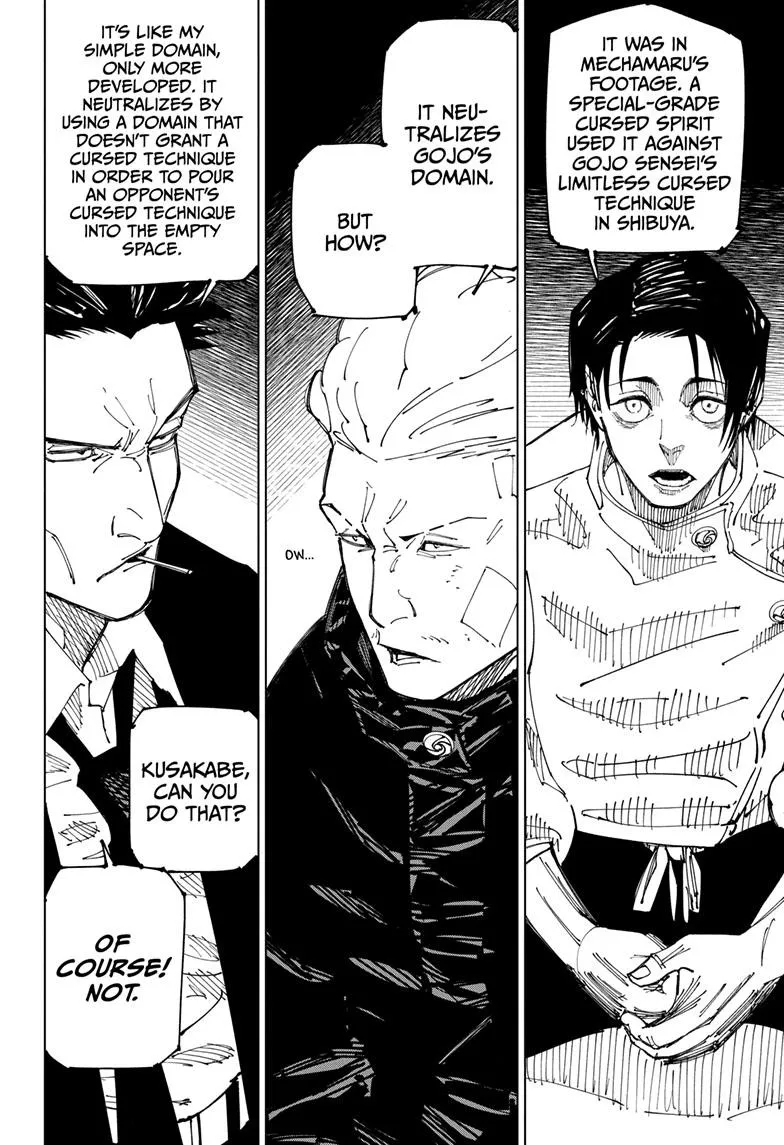 IT WAS IN
MECHAMARU'S
FOOTAGE. A
SPECIAL-GRADE
CURSED SPIRIT
USED IT AGAINST
GOJO SENSEI'S
LIMITLESS CURSED
TECHNIQUE
IN SHIBUYA.
IT NEU-
TRALIZES
GOJO'S
DOMAIN.
BUT
HOW?
OW...
IT'S LIKE MY
SIMPLE DOMAIN,
ONLY MORE
DEVELOPED. IT
NEUTRALIZES BY
USING A DOMAIN THAT
DOESN'T GRANT A
CURSED TECHNIQUE
IN ORDER TO POUR
AN OPPONENT'S
CURSED TECHNIQUE
INTO THE EMPTY
SPACE.
KUSAKABE,
CAN YOU
DO THAT?
OF
COURSE!
NOT.